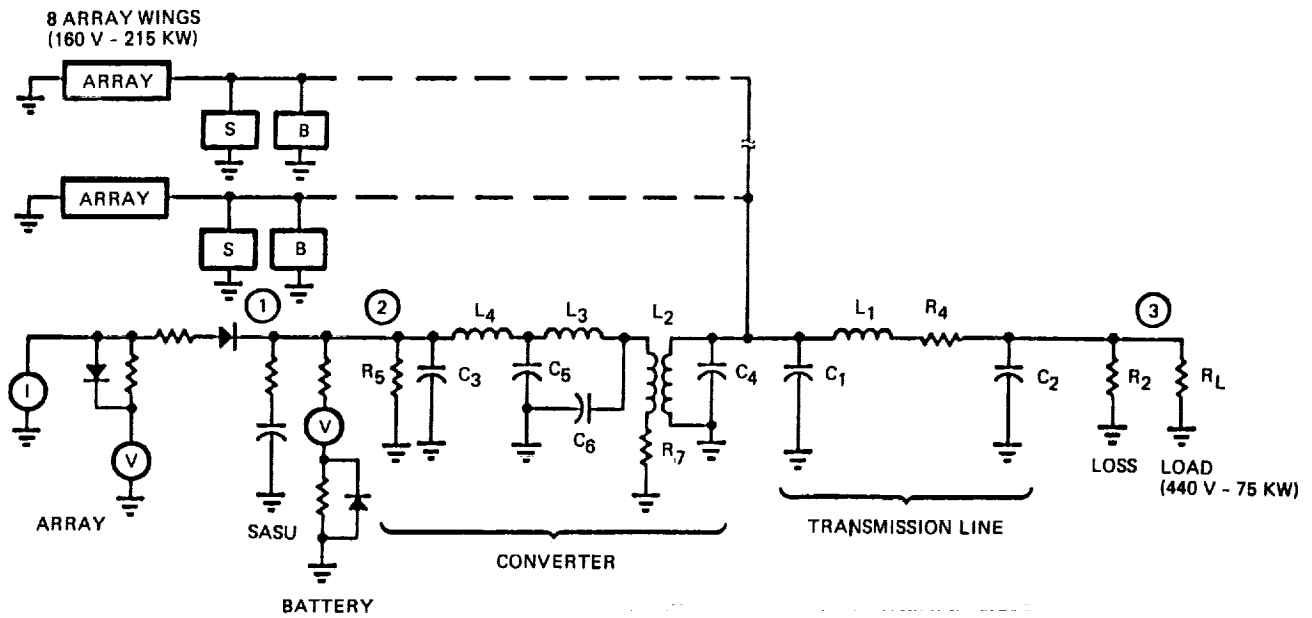 8 ARRAY WINGS
(160 V - 215 KW)
ARRAY
S
B
ARRAY
S
B
1
2
3
L4
L3
L2
L1
R4
I
V
V
R5
C3
C5
C6
R7
C4
C1
C2
R2
RL
LOSS
LOAD
(440 V - 75 KW)
ARRAY
SASU
BATTERY
CONVERTER
TRANSMISSION LINE